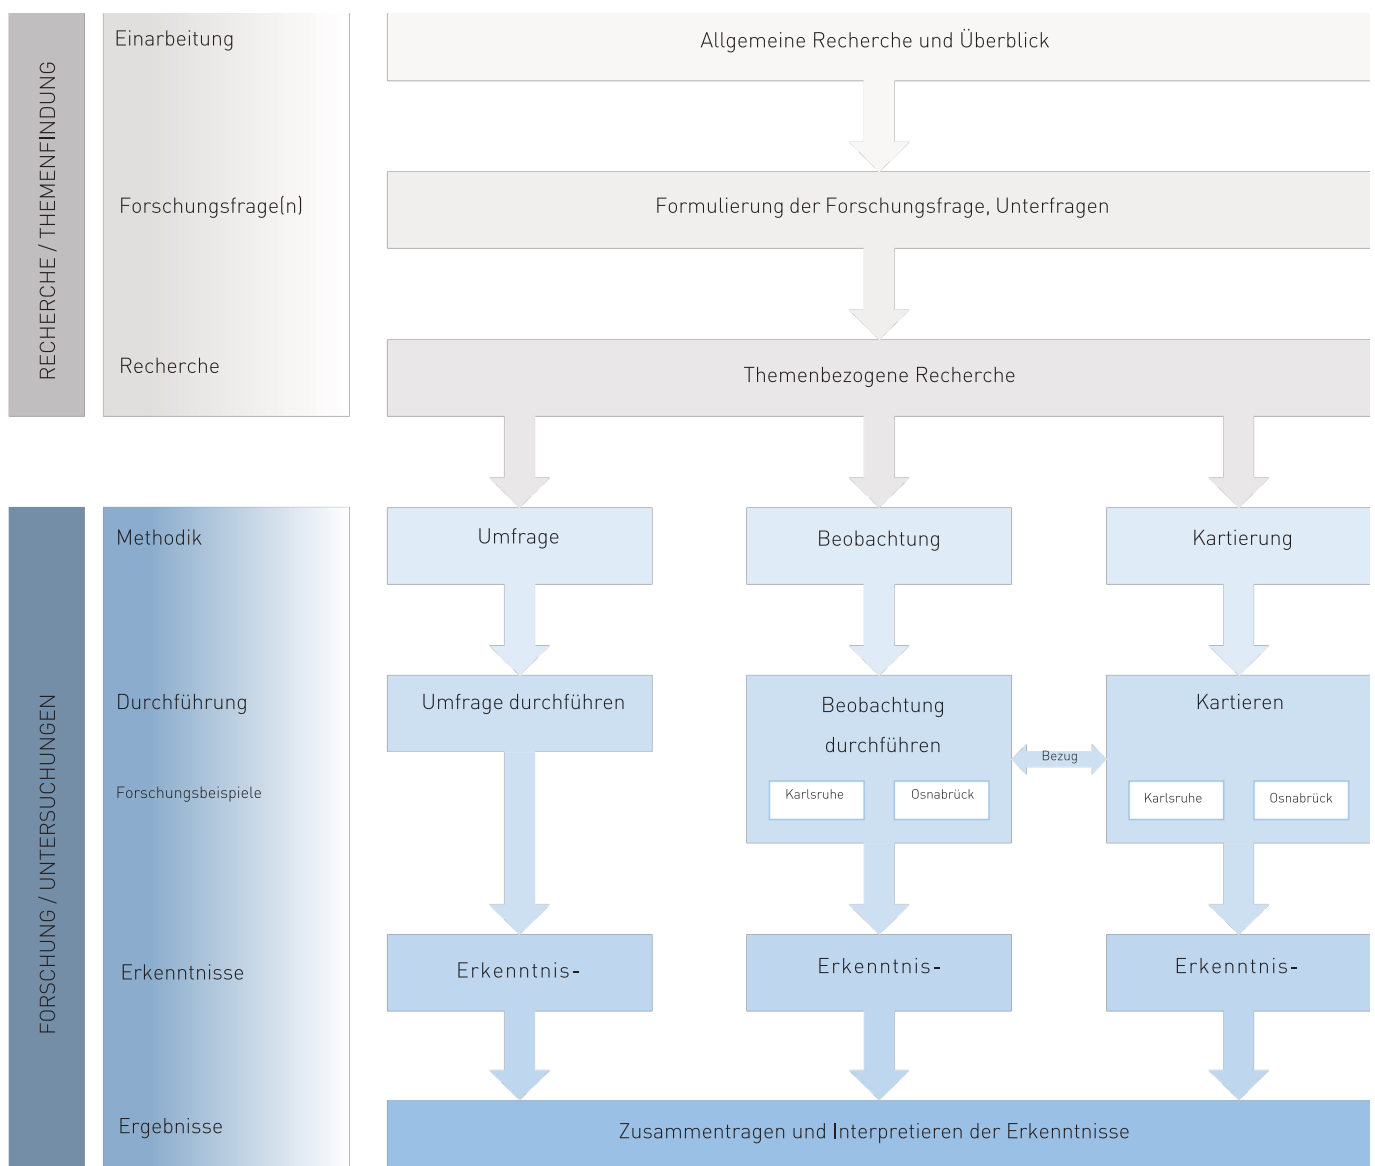 RECHERCHE / THEMENFINDUNG
Einarbeitung
Allgemeine Recherche und Überblick
Forschungsfrage(n)
Formulierung der Forschungsfrage, Unterfragen
Recherche
Themenbezogene Recherche
FORSCHUNG / UNTERSUCHUNGEN
Methodik
Umfrage
Beobachtung
Kartierung
Durchführung
Umfrage durchführen
Beobachtung
durchführen
Kartieren
Bezug
Forschungsbeispiele
Karlsruhe
Osnabrück
Karlsruhe
Osnabrück
Erkenntnisse
Erkenntnis-
Erkenntnis-
Erkenntnis-
Ergebnisse
Zusammentragen und Interpretieren der Erkenntnisse